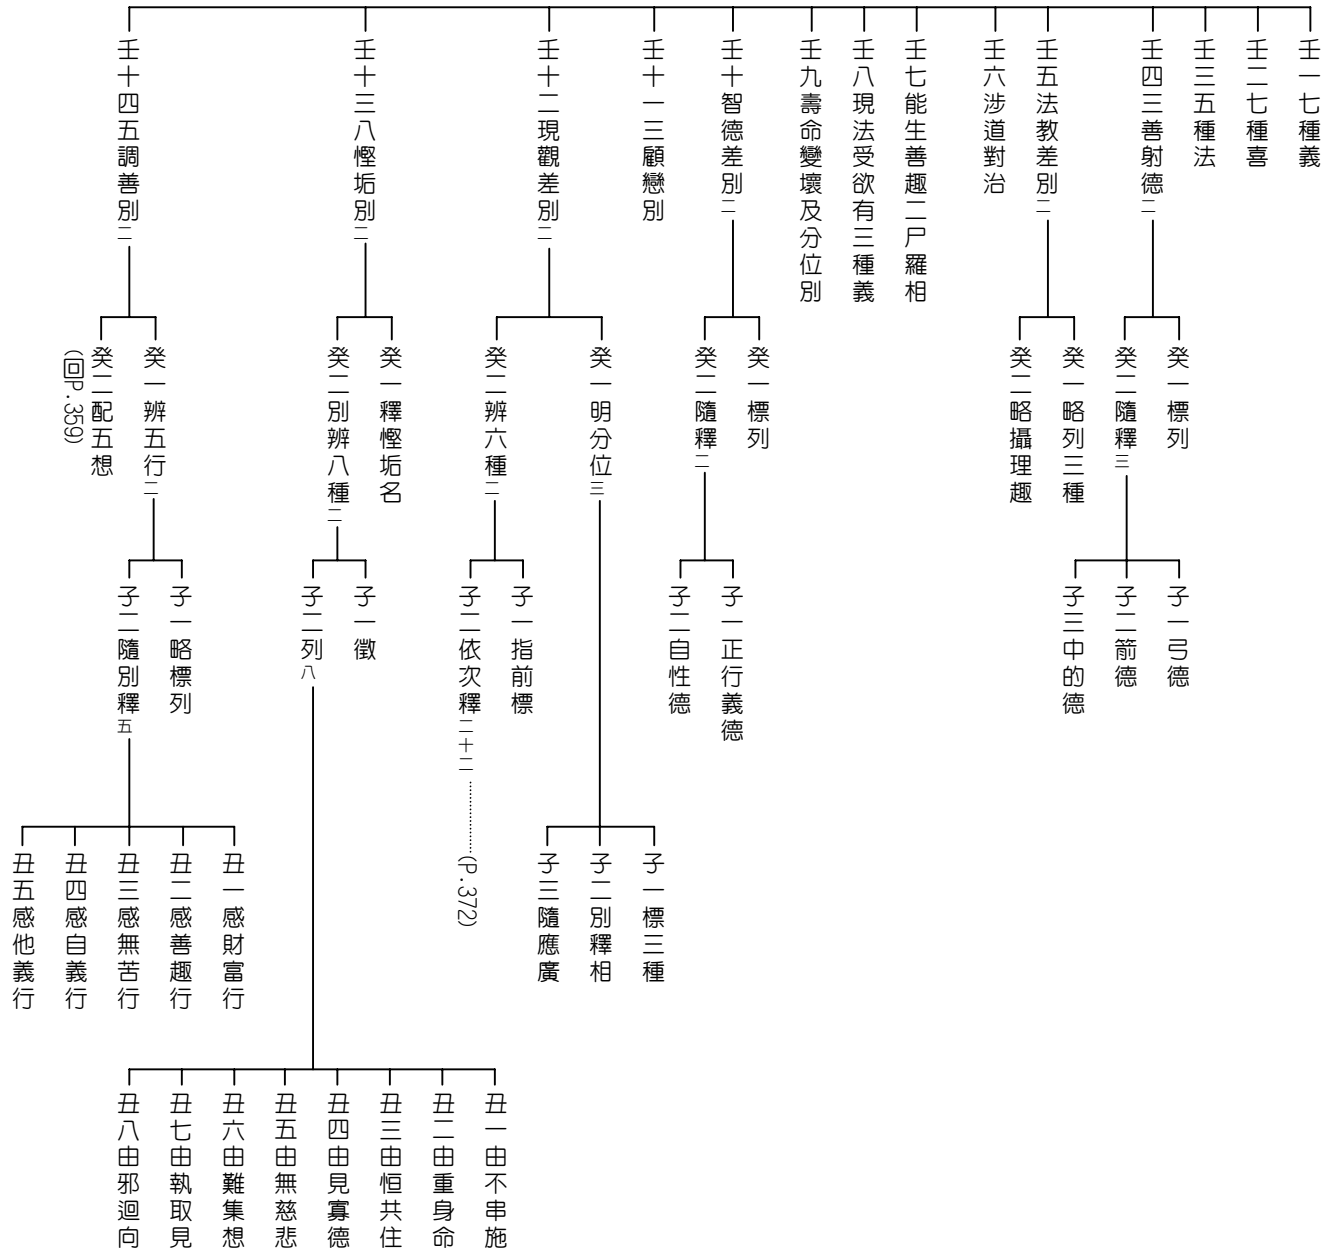 壬一七種義
壬二七種喜
壬三五種法
壬四三善射德二
癸一標列
癸二隨釋三
子一弓德
子二箭德
子三中的德
壬五法教差別二
癸一略列三種
癸二略攝理趣
壬六涉道對治
壬七能生善趣二尸羅相
壬八現法受欲有三種義
壬九壽命變壞及分位別
壬十智德差別二
癸一標列
癸二隨釋二
子一正行義德
子二自性德
壬十一三顧戀別
壬十二現觀差別二
癸一明分位三
子一標三種
子二別釋相
子三隨應廣
癸二辨六種二
子一指前標
子二依次釋二十二 ……………(P.372)
壬十三八慳垢別二
癸一釋慳垢名
癸二別辨八種二
子一徵
子二列八
丑一由不串施
丑二由重身命
丑三由恒共住
丑四由見寡德
丑五由無慈悲
丑六由難集想
丑七由執取見
丑八由邪迴向
壬十四五調善別二
癸一辨五行二
子一略標列
子二隨別釋五
丑一感財富行
丑二感善趣行
丑三感無苦行
丑四感自義行
丑五感他義行
癸二配五想
(回P.359)